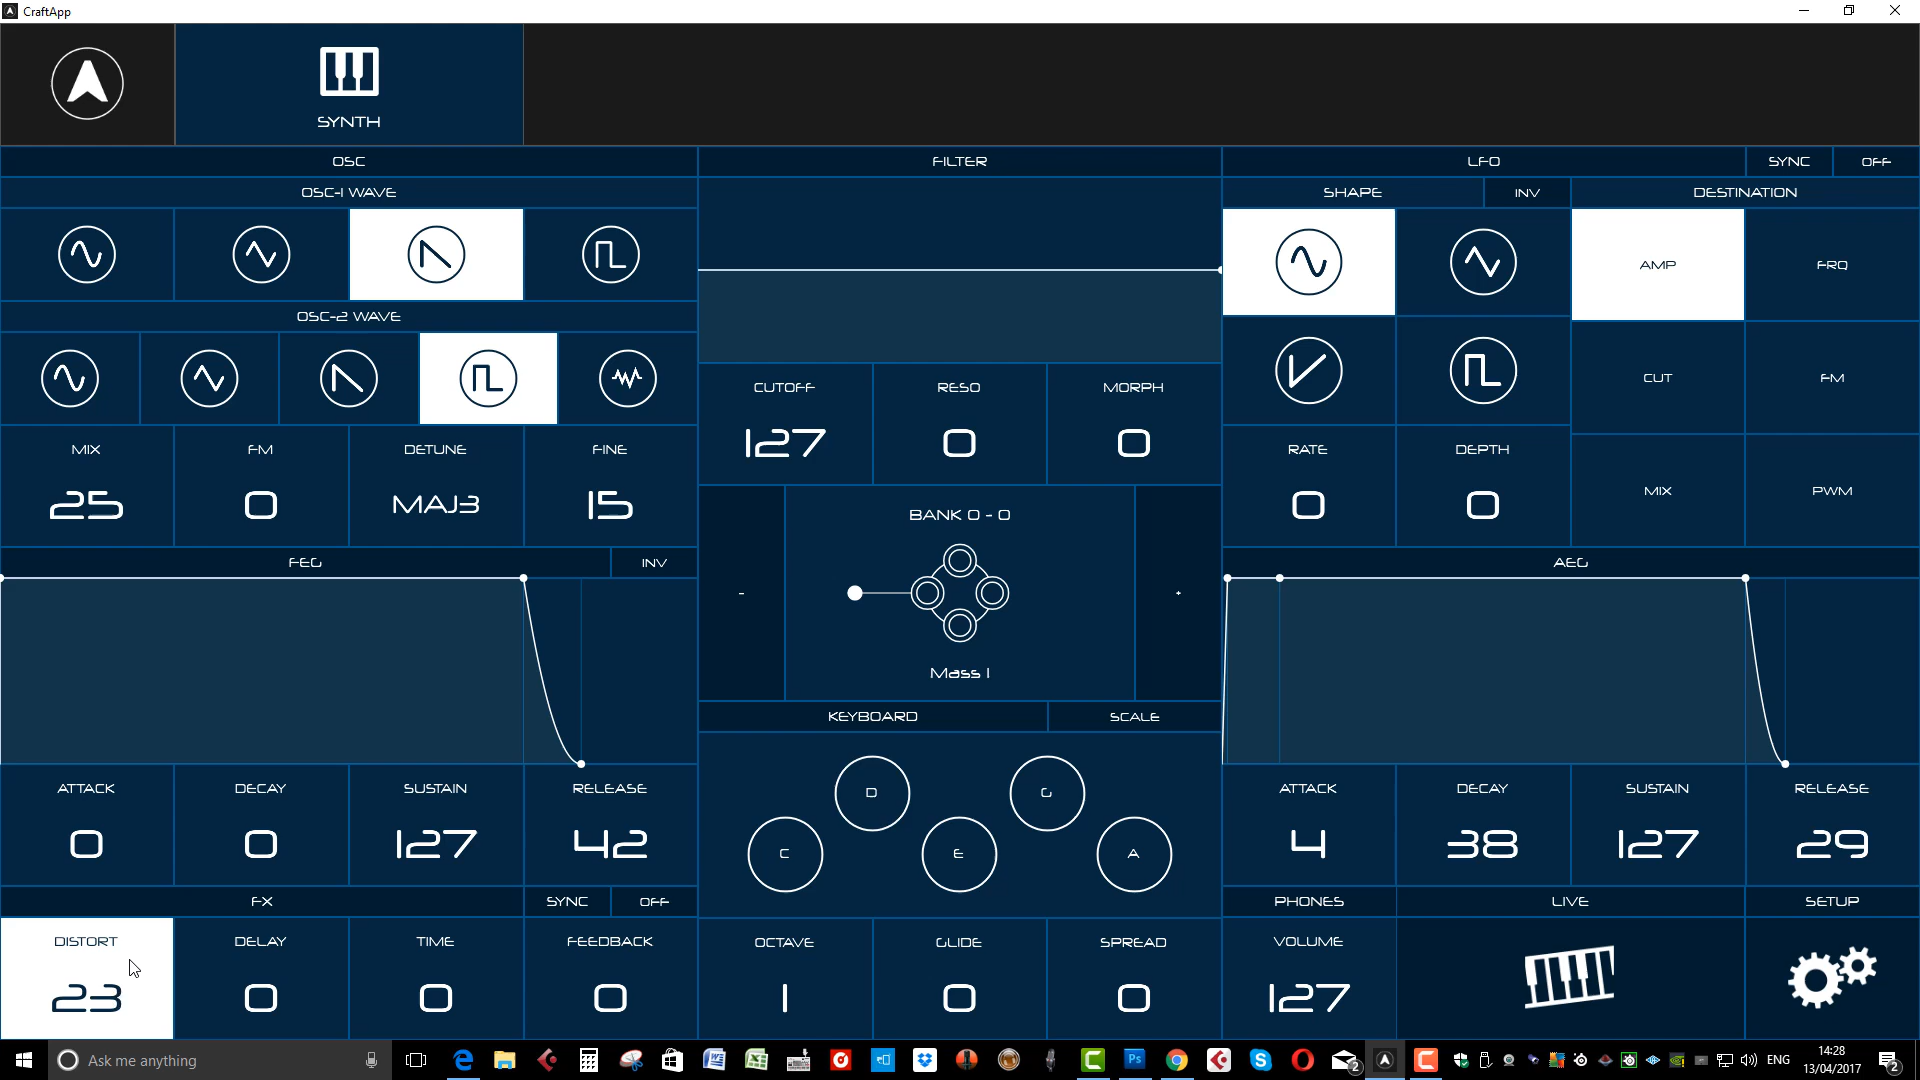 CraftApp
SYNTH
OSC
FILTER
LFO
SYNC
OFF
OSC-1 WAVE
SHAPE
INV
DESTINATION
AMP
FRQ
OSC-2 WAVE
CUT
FM
CUTOFF
RESO
MORPH
127
0
0
MIX
FM
DETUNE
FINE
25
0
MAJ3
15
RATE
DEPTH
0
0
MIX
PWM
BANK 0 - 0
-
+
Mass 1
FEG
INV
AEG
KEYBOARD
SCALE
D
G
C
E
A
ATTACK
DECAY
SUSTAIN
RELEASE
0
0
127
42
ATTACK
DECAY
SUSTAIN
RELEASE
4
38
127
29
FX
SYNC
OFF
PHONES
LIVE
SETUP
DISTORT
DELAY
TIME
FEEDBACK
23
0
0
0
OCTAVE
GLIDE
SPREAD
1
0
0
VOLUME
127
Ask me anything
2
ENG
14:28
13/04/2017
2